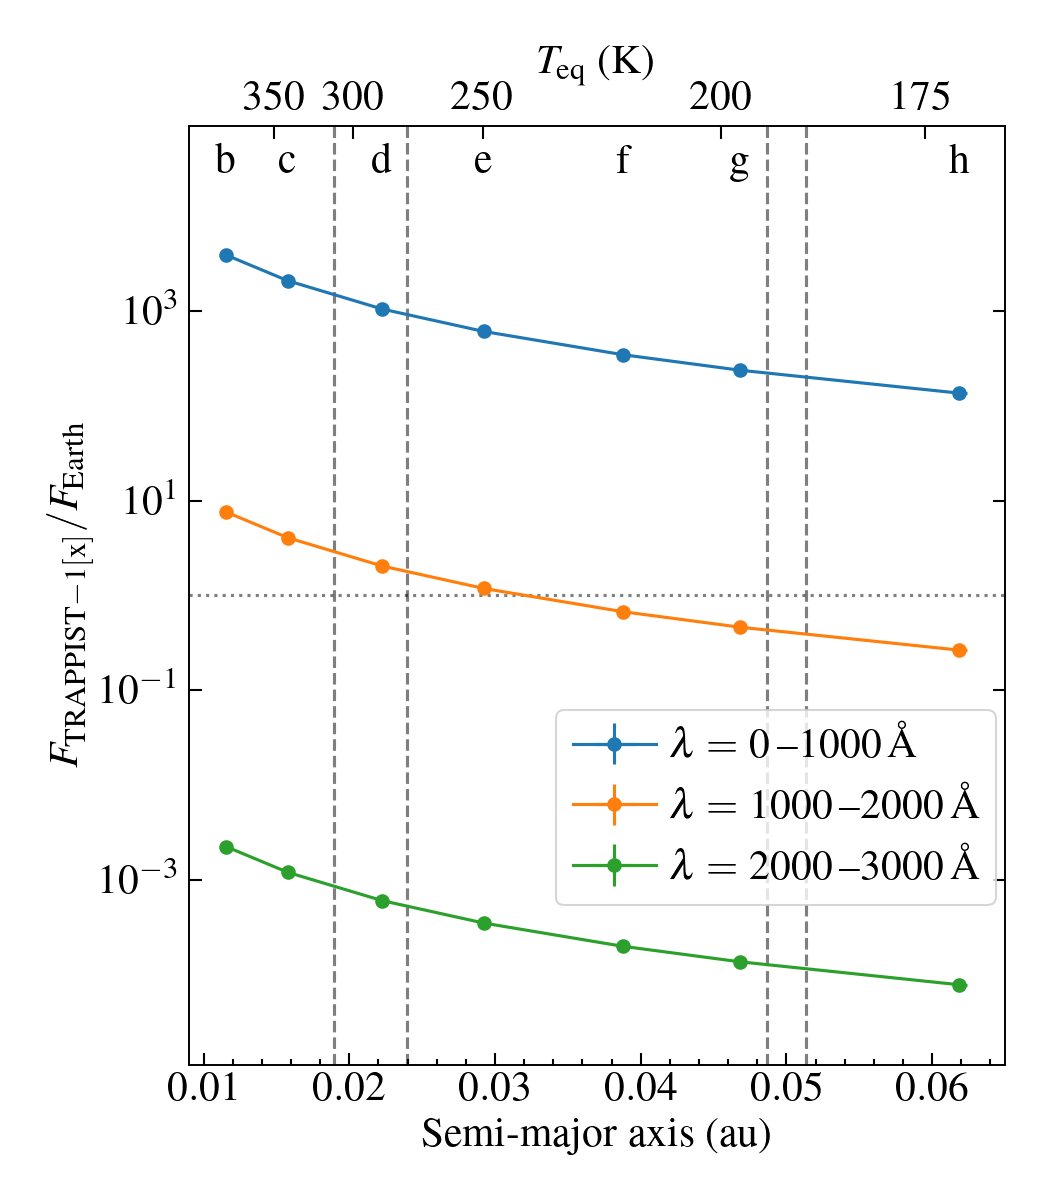 T_eq (K)
350 300 250 200 175
b c d e f g h
10^3
10^1
10^−1
10^−3
F_TRAPPIST−1[x]/F_Earth
λ = 0–1000 Å
λ = 1000–2000 Å
λ = 2000–3000 Å
0.01 0.02 0.03 0.04 0.05 0.06
Semi-major axis (au)